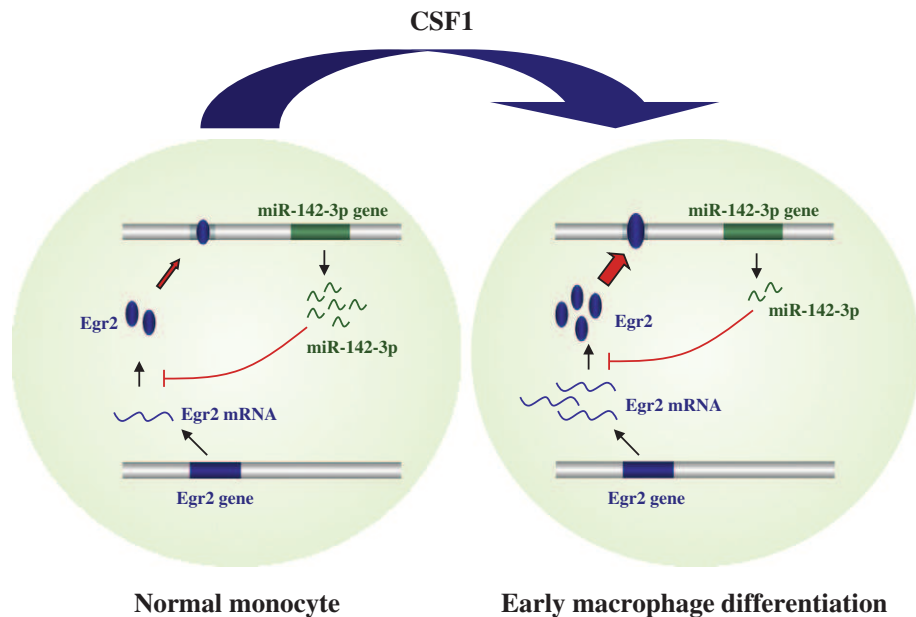 CSF1
miR-142-3p gene
Egr2
miR-142-3p
Egr2 mRNA
Egr2 gene
Normal monocyte
miR-142-3p gene
Egr2
miR-142-3p
Egr2 mRNA
Egr2 gene
Early macrophage differentiation